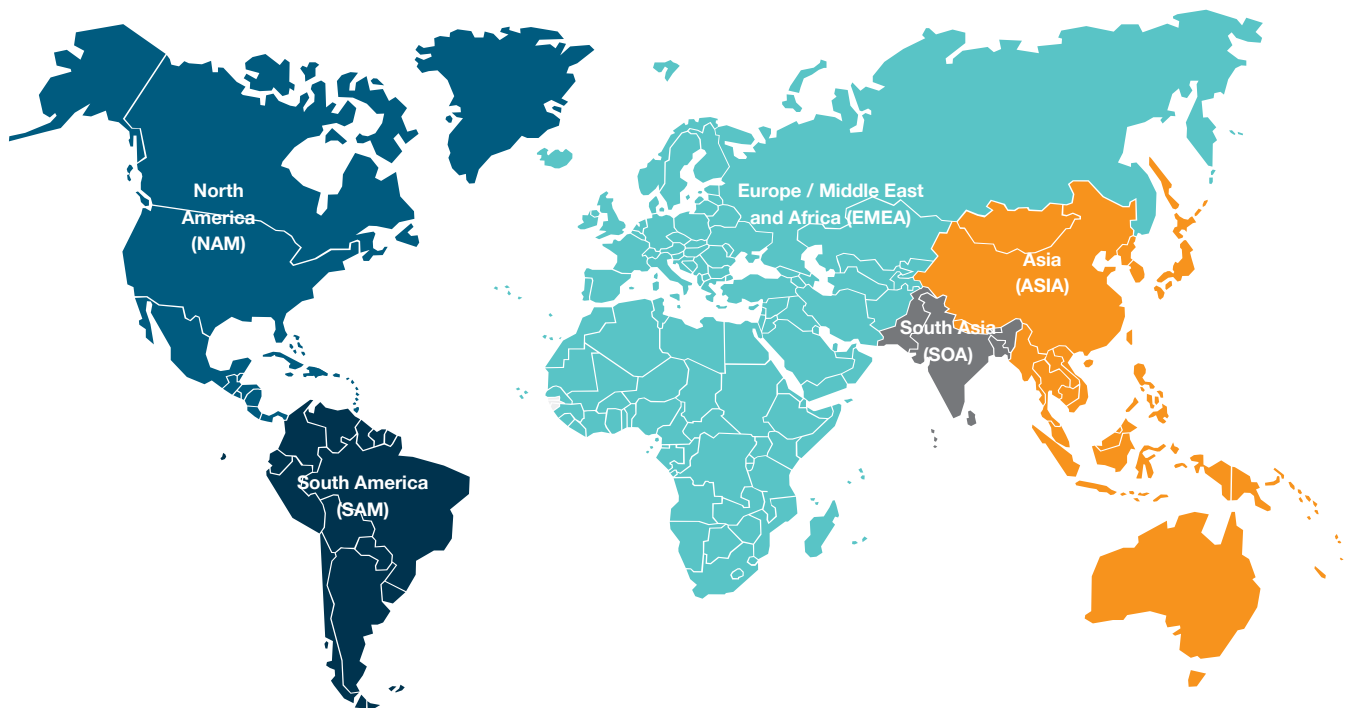 North
America
(NAM)
Europe / Middle East
and Africa (EMEA)
Asia
(ASIA)
South Asia
(SOA)
South America
(SAM)